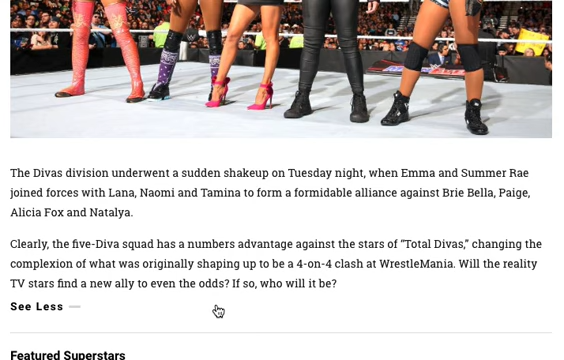 The Divas division underwent a sudden shakeup on Tuesday night, when Emma and Summer Rae
joined forces with Lana, Naomi and Tamina to form a formidable alliance against Brie Bella, Paige,
Alicia Fox and Natalya.
Clearly, the five-Diva squad has a numbers advantage against the stars of “Total Divas,” changing the
complexion of what was originally shaping up to be a 4-on-4 clash at WrestleMania. Will the reality
TV stars find a new ally to even the odds? If so, who will it be?
See Less
Featured Superstars